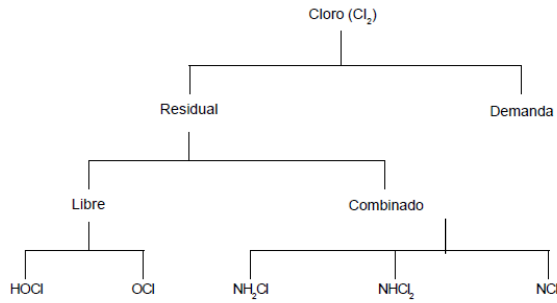 Cloro (Cl₂)
Residual
Demanda
Libre
Combinado
HOCl
OCl
NH₂Cl
NHCl₂
NCl